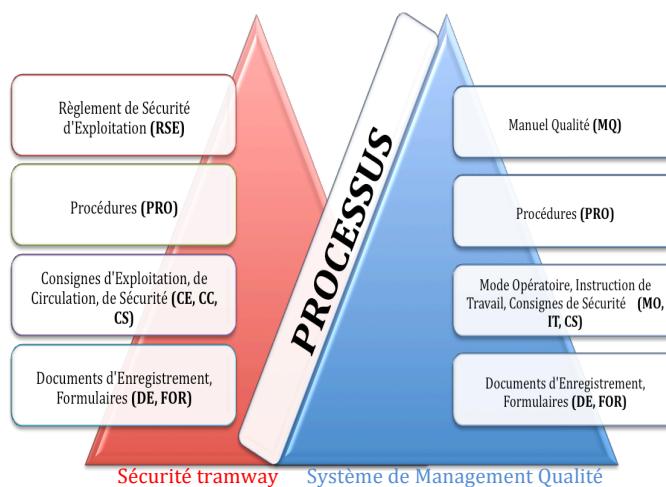 Règlement de Sécurité
d'Exploitation (RSE)
Procédures (PRO)
Consignes d'Exploitation, de
Circulation, de Sécurité (CE, CC,
CS)
Documents d'Enregistrement,
Formulaires (DE, FOR)
PROCESSUS
Manuel Qualité (MQ)
Procédures (PRO)
Mode Opératoire, Instruction de
Travail, Consignes de Sécurité (MO,
IT, CS)
Documents d'Enregistrement,
Formulaires (DE, FOR)
Sécurité tramway
Système de Management Qualité